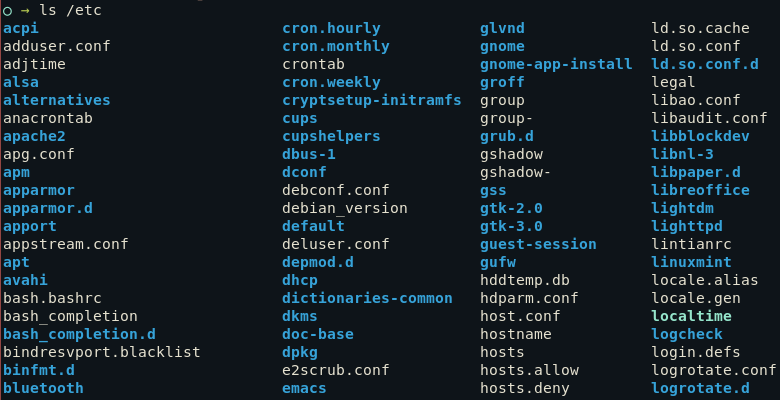 ○ → ls /etc
acpi cron.hourly glvnd ld.so.cache
adduser.conf cron.monthly gnome ld.so.conf
adjtime crontab gnome-app-install ld.so.conf.d
alsa cron.weekly groff legal
alternatives cryptsetup-initramfs group libao.conf
anacrontab cups group- libaudit.conf
apache2 cupshelpers grub.d libblockdev
apg.conf dbus-1 gshadow libnl-3
apm dconf gshadow- libpaper.d
apparmor debconf.conf gss libreoffice
apparmor.d debian_version gtk-2.0 lightdm
apport default gtk-3.0 lighttpd
appstream.conf deluser.conf guest-session lintianrc
apt depmod.d gufw linuxmint
avahi dhcp hddtemp.db locale.alias
bash.bashrc dictionaries-common hdparm.conf locale.gen
bash_completion dkms host.conf localtime
bash_completion.d doc-base hostname logcheck
bindresvport.blacklist dpkg hosts login.defs
binfmt.d e2scrub.conf hosts.allow logrotate.conf
bluetooth emacs hosts.deny logrotate.d